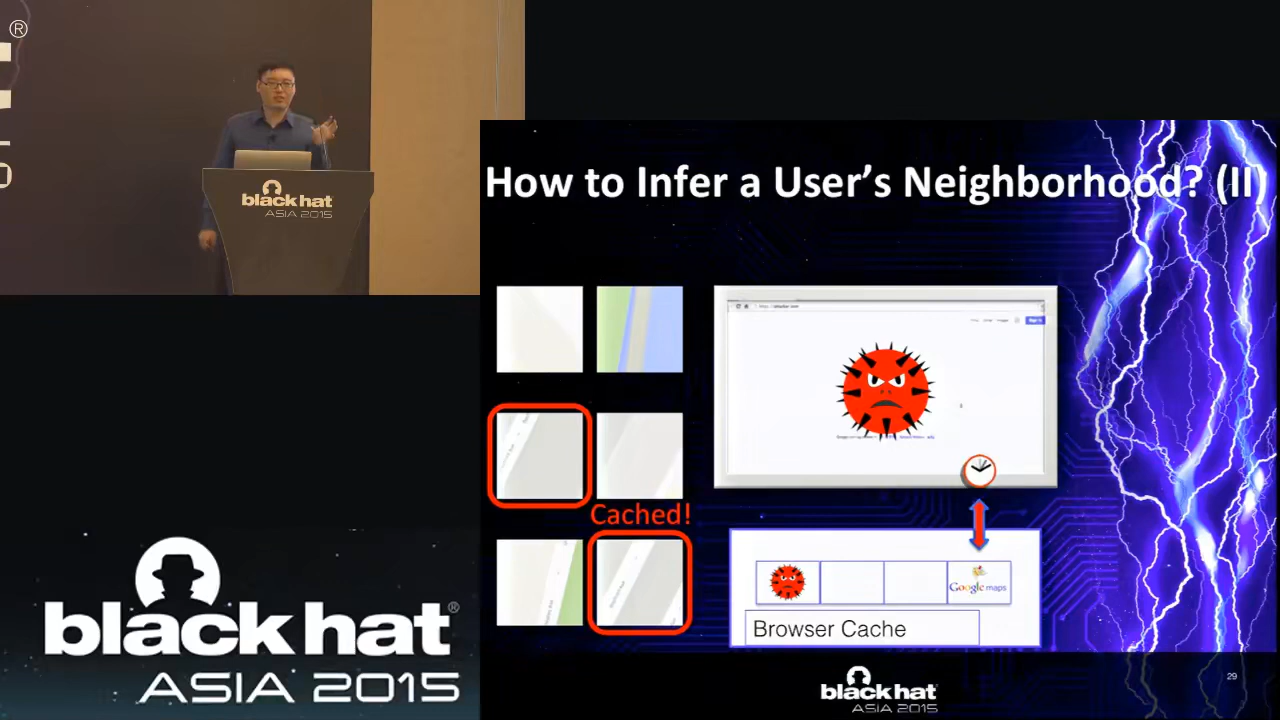 ®
black hat
ASIA 2015
How to Infer a User's Neighborhood? (II)
Cached!
Google maps
Browser Cache
black hat®
ASIA 2015
black hat
ASIA 2015
29